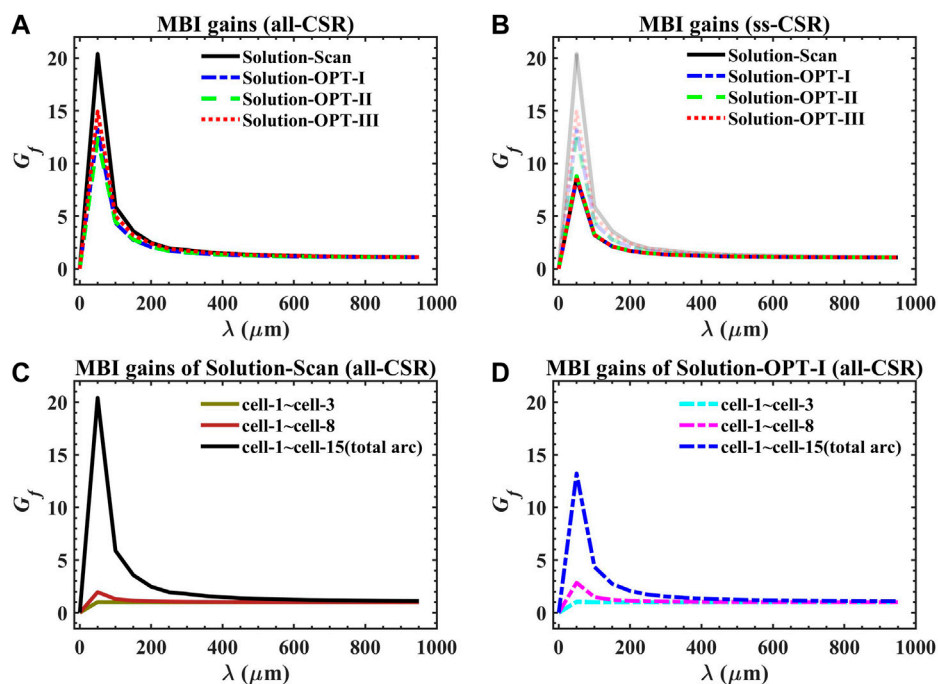 A
MBI gains (all-CSR)
Solution-Scan
Solution-OPT-I
Solution-OPT-II
Solution-OPT-III
G_f
20
15
10
5
0
0 200 400 600 800 1000
λ (μm)
B
MBI gains (ss-CSR)
Solution-Scan
Solution-OPT-I
Solution-OPT-II
Solution-OPT-III
G_f
20
15
10
5
0
0 200 400 600 800 1000
λ (μm)
C
MBI gains of Solution-Scan (all-CSR)
cell-1~cell-3
cell-1~cell-8
cell-1~cell-15(total arc)
G_f
20
15
10
5
0
0 200 400 600 800 1000
λ (μm)
D
MBI gains of Solution-OPT-I (all-CSR)
cell-1~cell-3
cell-1~cell-8
cell-1~cell-15(total arc)
G_f
20
15
10
5
0
0 200 400 600 800 1000
λ (μm)